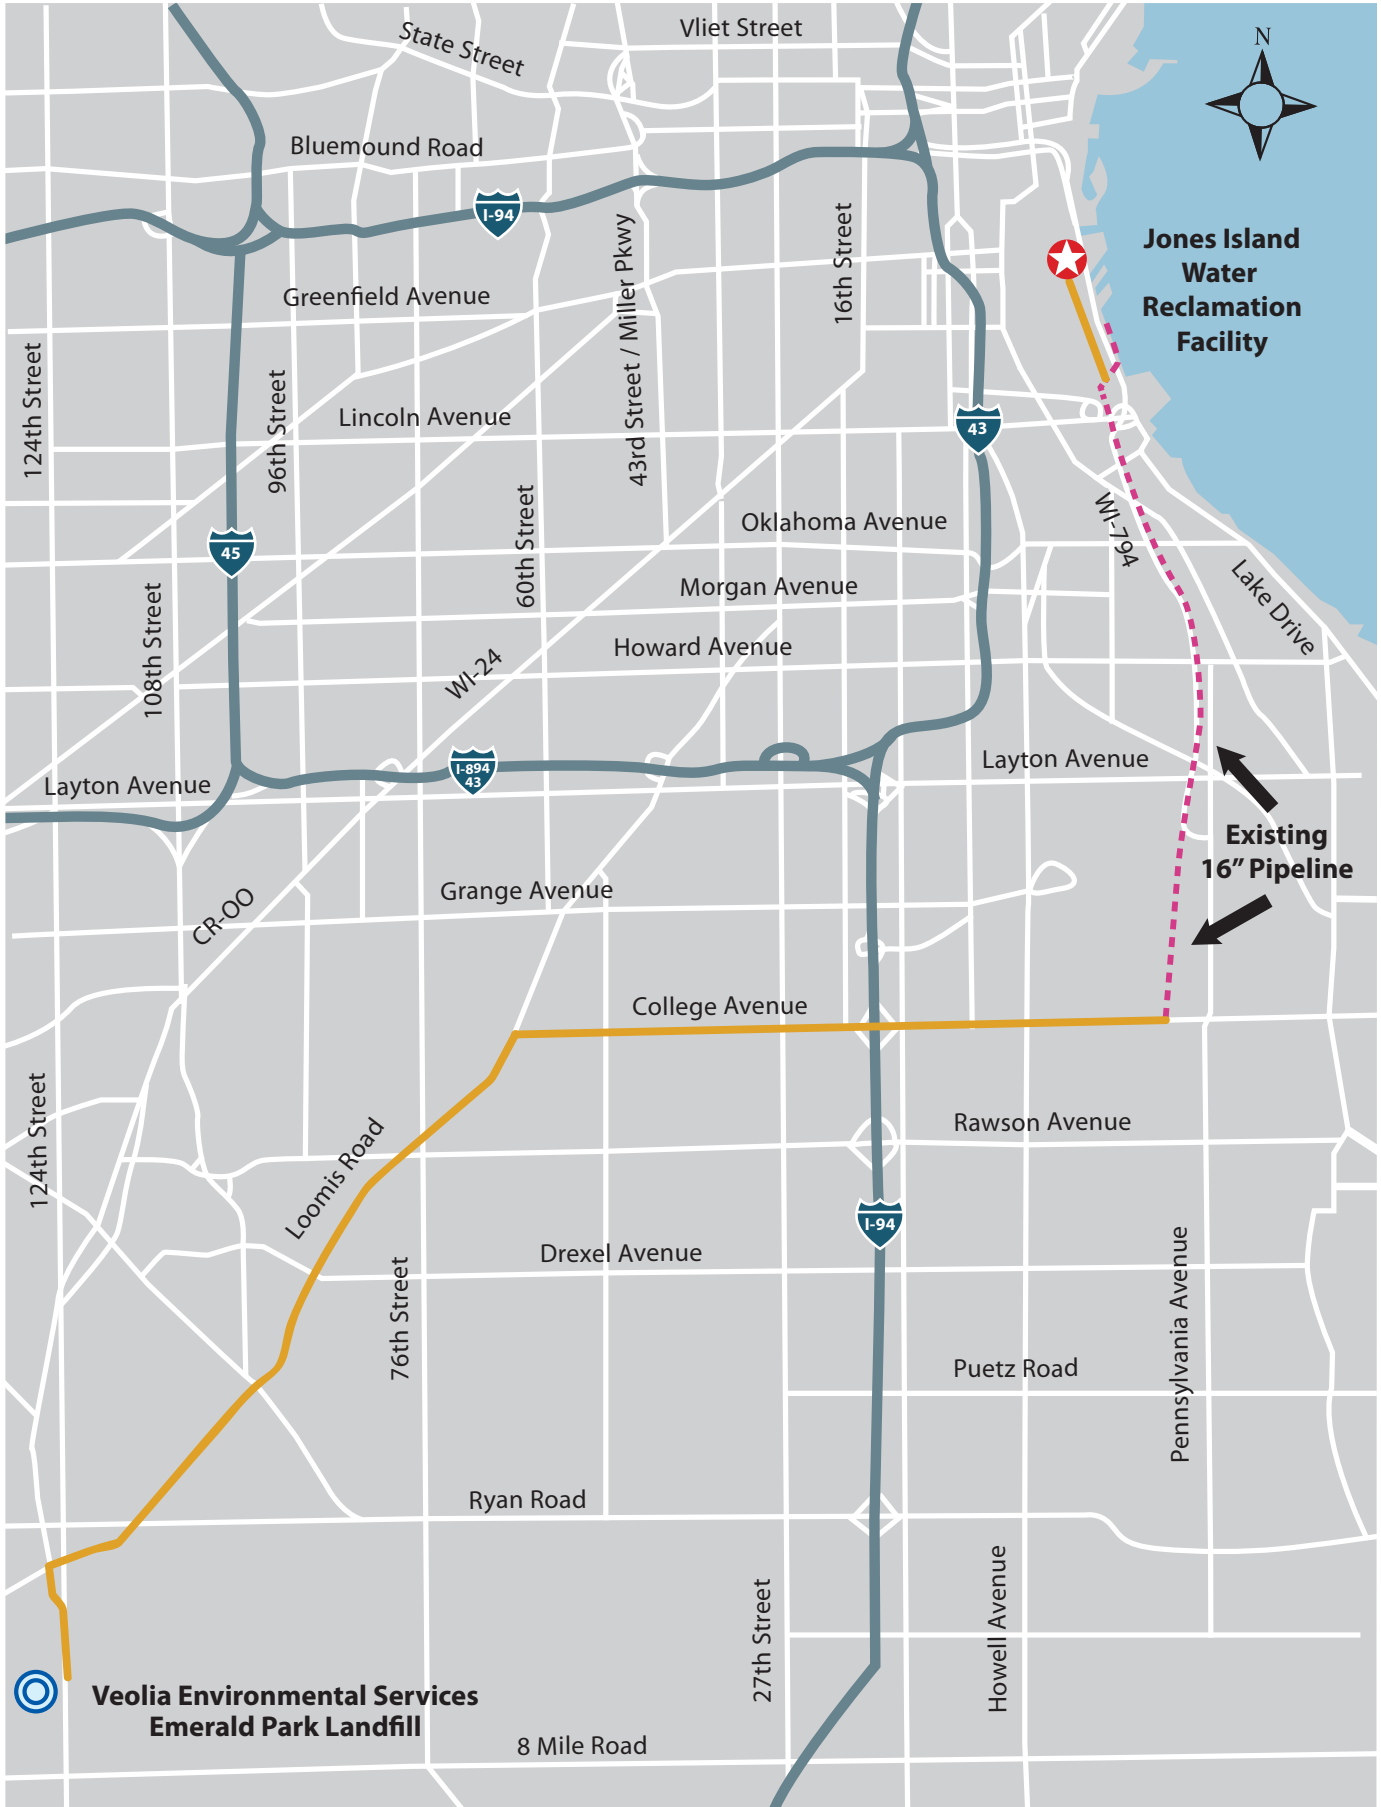 Vliet Street
State Street
N
Bluemound Road
I-94
43rd Street / Miller Pkwy
16th Street
Jones Island
Water
Reclamation
Facility
Greenfield Avenue
124th Street
96th Street
Lincoln Avenue
43
60th Street
Oklahoma Avenue
WI-794
45
Morgan Avenue
Lake Drive
108th Street
Howard Avenue
WI-24
Layton Avenue
I-894
43
Layton Avenue
Existing
16” Pipeline
Grange Avenue
CR-OO
College Avenue
124th Street
Rawson Avenue
Loomis Road
I-94
Drexel Avenue
76th Street
Pennsylvania Avenue
Puetz Road
Ryan Road
27th Street
Howell Avenue
Veolia Environmental Services
Emerald Park Landfill
8 Mile Road